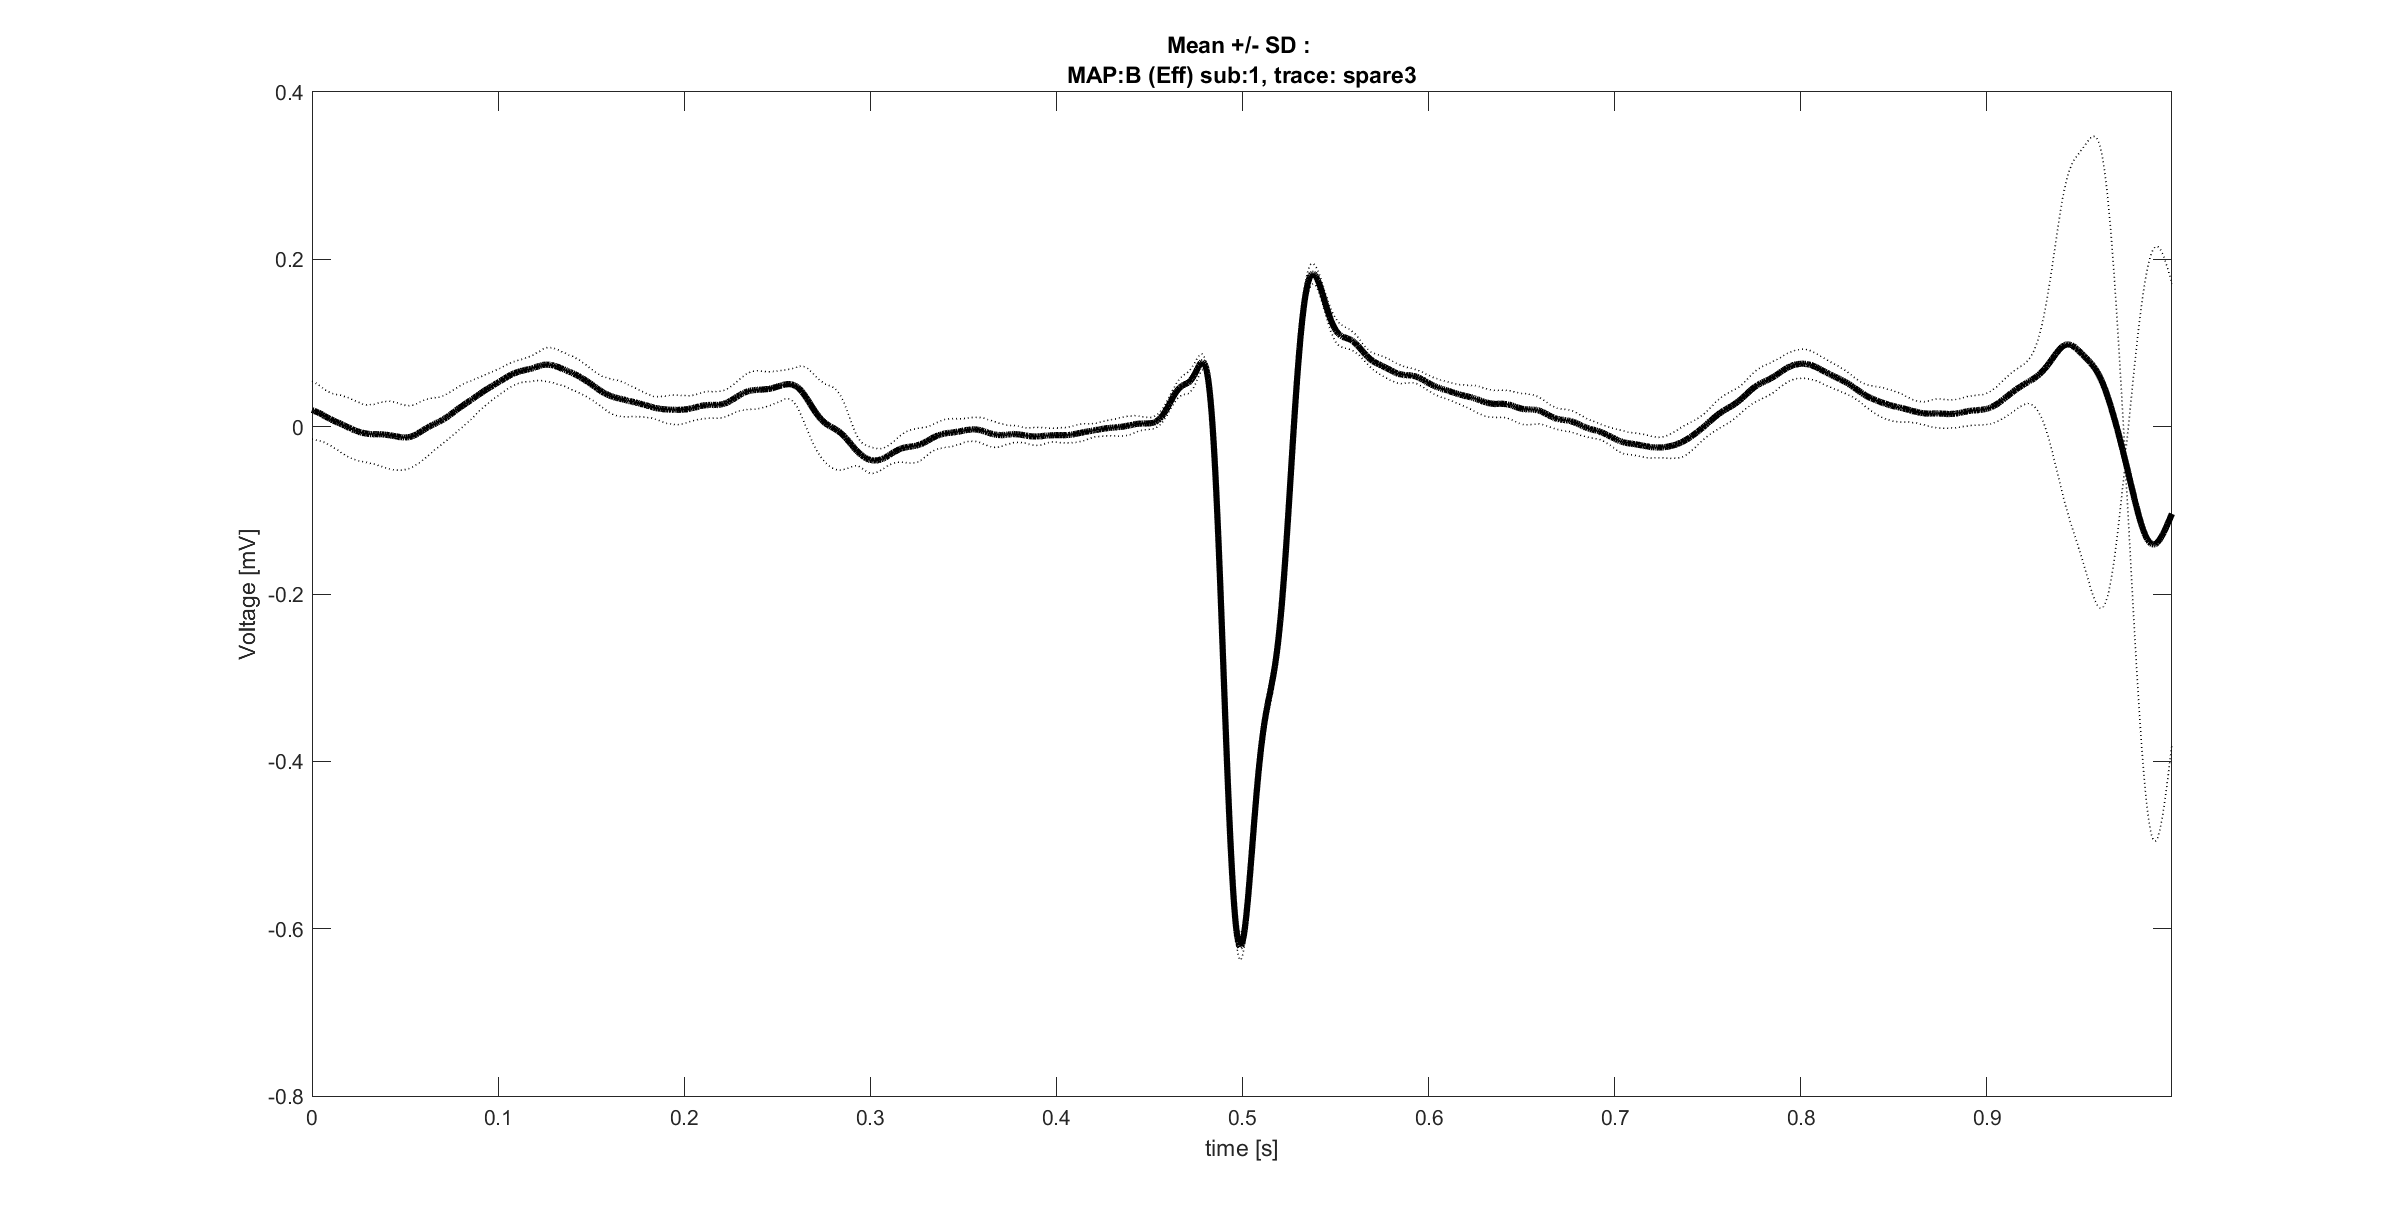 Mean +/- SD :
MAP:B (Eff) sub:1, trace: spare3
0.4
0.2
0
-0.2
-0.4
-0.6
-0.8
Voltage [mV]
0 0.1 0.2 0.3 0.4 0.5 0.6 0.7 0.8 0.9
time [s]